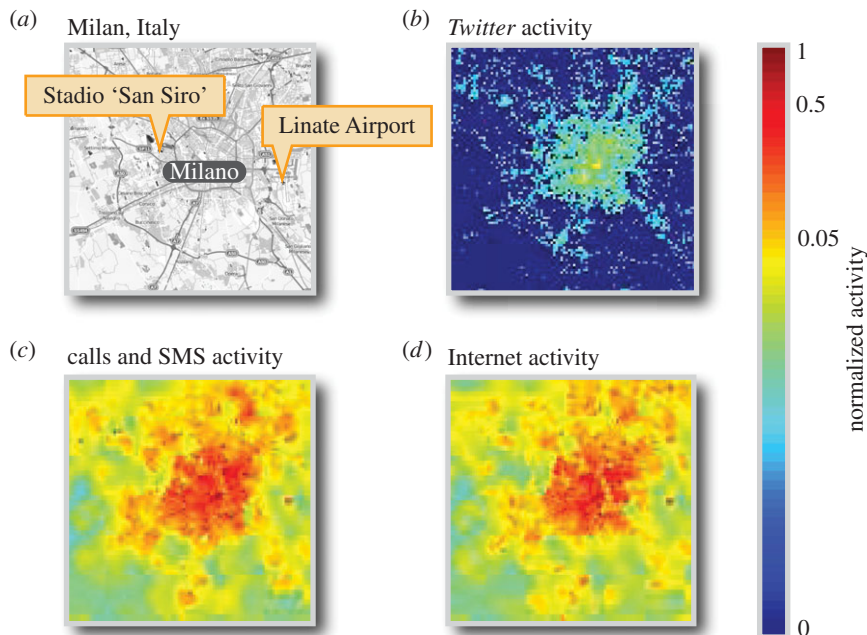 (a) Milan, Italy
Stadio ‘San Siro’
Linate Airport
Milano
(b) Twitter activity
(c) calls and SMS activity
(d) Internet activity
1
0.5
0.05
0
normalized activity